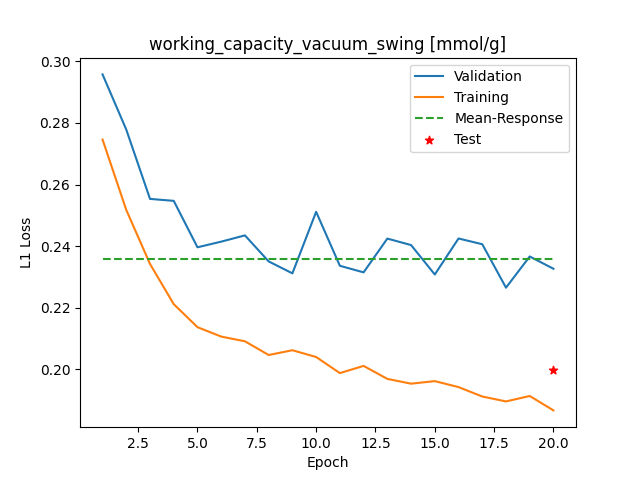 working_capacity_vacuum_swing [mmol/g]
0.30
0.28
0.26
0.24
0.22
0.20
L1 Loss
Validation
Training
Mean-Response
Test
2.5 5.0 7.5 10.0 12.5 15.0 17.5 20.0
Epoch